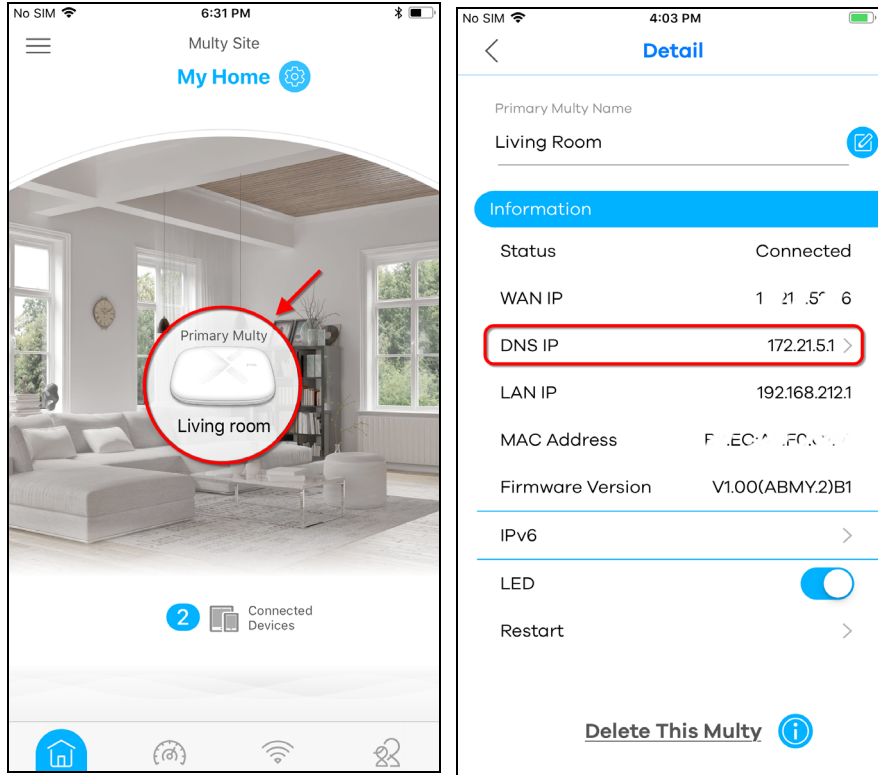 No SIM
6:31 PM
Multy Site
My Home
Primary Multy
Living room
2
Connected
Devices
No SIM
4:03 PM
Detail
Primary Multy Name
Living Room
Information
Status Connected
WAN IP
DNS IP 172.21.5.1
LAN IP 192.168.212.1
MAC Address
Firmware Version V1.00(ABMY.2)B1
IPv6
LED
Restart
Delete This Multy